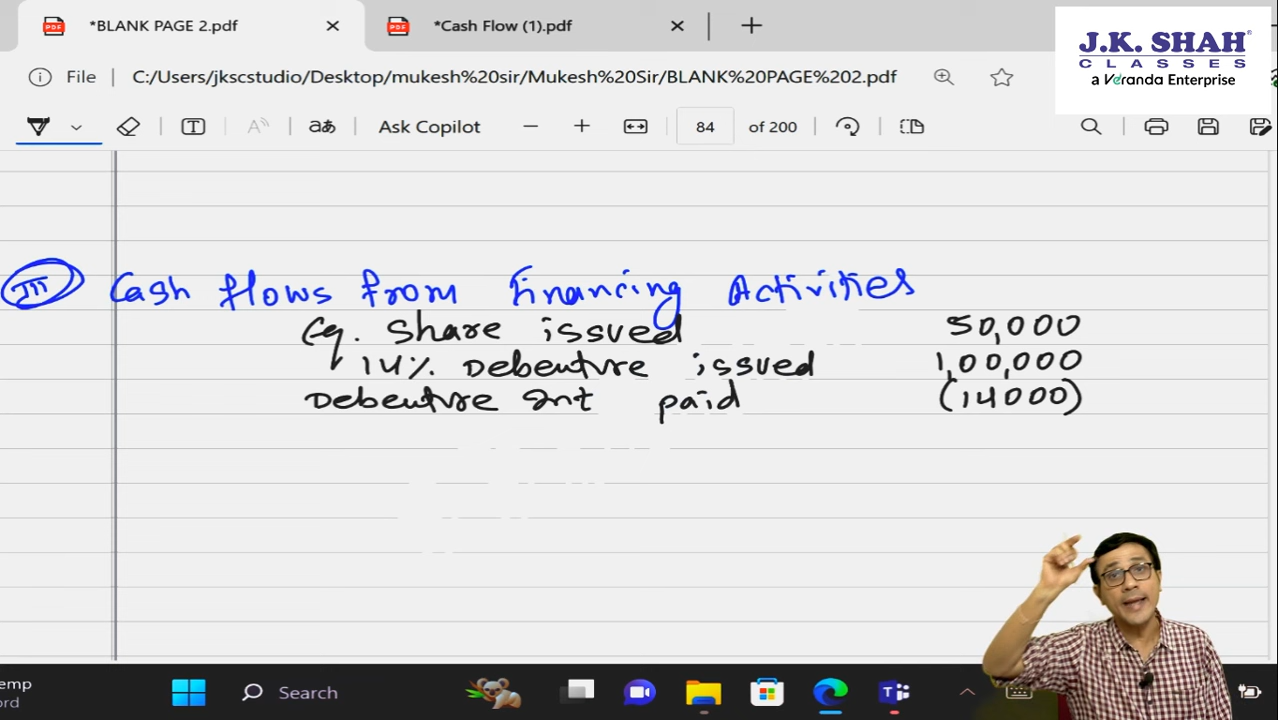 *BLANK PAGE 2.pdf
*Cash Flow (1).pdf
J.K. SHAH
CLASSES
a Veranda Enterprise
File C:/Users/jkscstudio/Desktop/mukesh%20sir/Mukesh%20Sir/BLANK%20PAGE%202.pdf
Ask Copilot 84 of 200
III Cash flows from Financing Activities
Eq. Share issued 50,000
14% Debenture issued 1,00,000
Debenture Int paid (14000)
emp
ord
Search